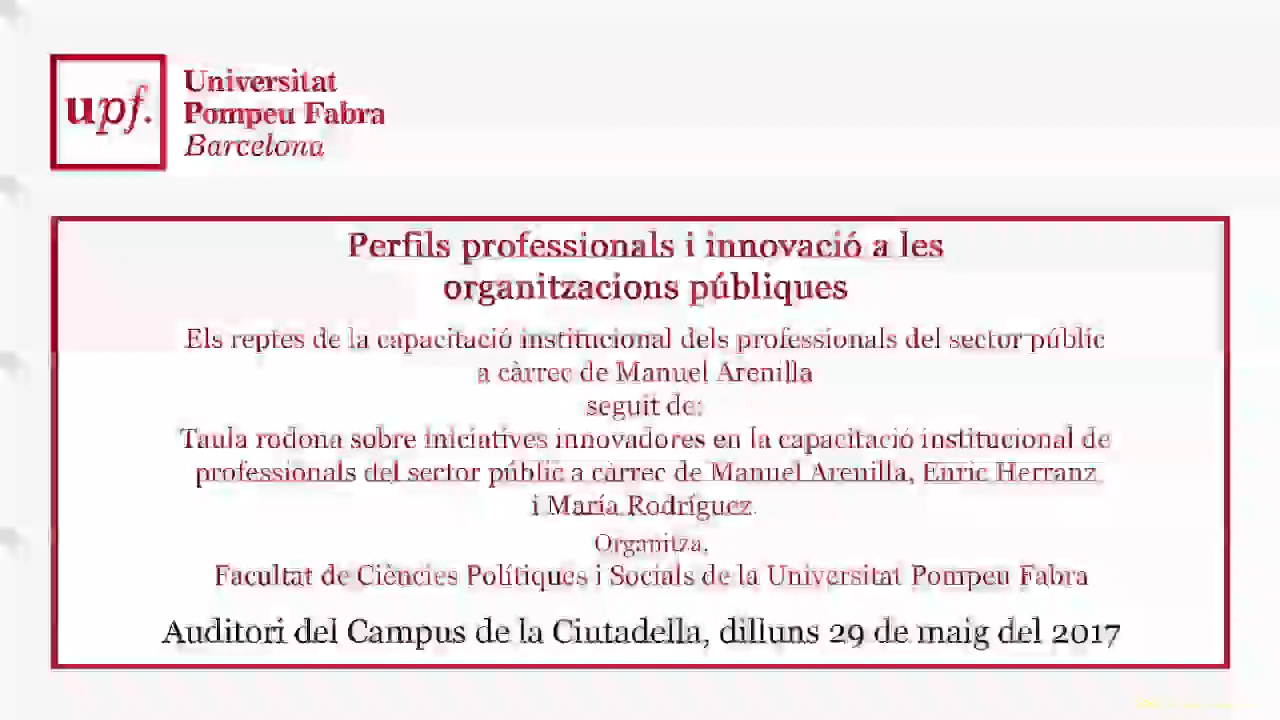 upf.
Universitat
Pompeu Fabra
Barcelona
Perfils professionals i innovació a les
organitzacions públiques
Els reptes de la capacitació institucional dels professionals del sector públic
a càrrec de Manuel Arenilla
seguit de:
Taula rodona sobre iniciatives innovadores en la capacitació institucional de
professionals del sector públic a càrrec de Manuel Arenilla, Enric Herranz
i María Rodríguez
Organitza,
Facultat de Ciències Polítiques i Socials de la Universitat Pompeu Fabra
Auditori del Campus de la Ciutadella, dilluns 29 de maig del 2017